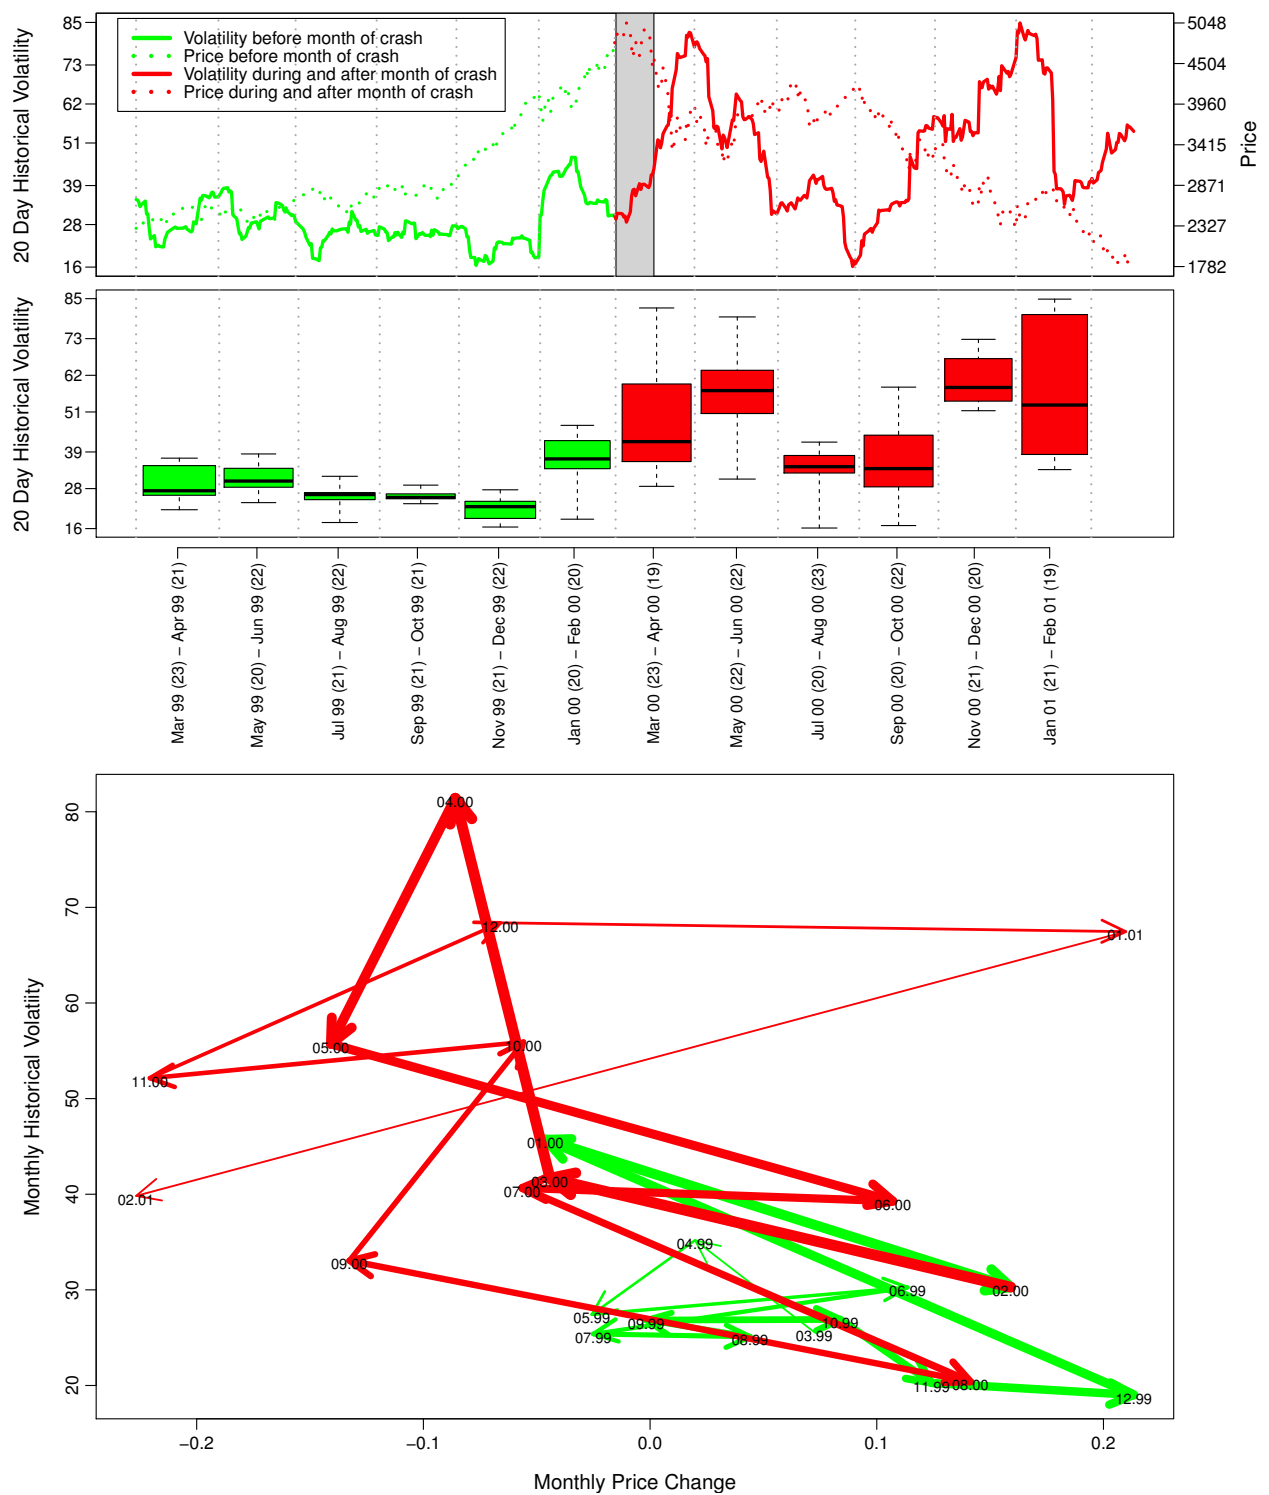 20 Day Historical Volatility
85
73
62
51
39
28
16
Volatility before month of crash
Price before month of crash
Volatility during and after month of crash
Price during and after month of crash
5048
4504
3960
3415
2871
2327
1782
Price
20 Day Historical Volatility
85
73
62
51
39
28
16
Mar 99 (23) – Apr 99 (21)
May 99 (20) – Jun 99 (22)
Jul 99 (21) – Aug 99 (22)
Sep 99 (21) – Oct 99 (21)
Nov 99 (21) – Dec 99 (22)
Jan 00 (20) – Feb 00 (20)
Mar 00 (23) – Apr 00 (19)
May 00 (22) – Jun 00 (22)
Jul 00 (20) – Aug 00 (23)
Sep 00 (20) – Oct 00 (22)
Nov 00 (21) – Dec 00 (20)
Jan 01 (21) – Feb 01 (19)
Monthly Historical Volatility
80
70
60
50
40
30
20
04.00
12.00
01.01
05.00
10.00
11.00
01.00
03.00
07.00
02.01
06.00
04.99
09.00
06.99
02.00
05.99
09.99
10.99
07.99
08.99
03.99
11.99
08.00
12.99
−0.2
−0.1
0.0
0.1
0.2
Monthly Price Change